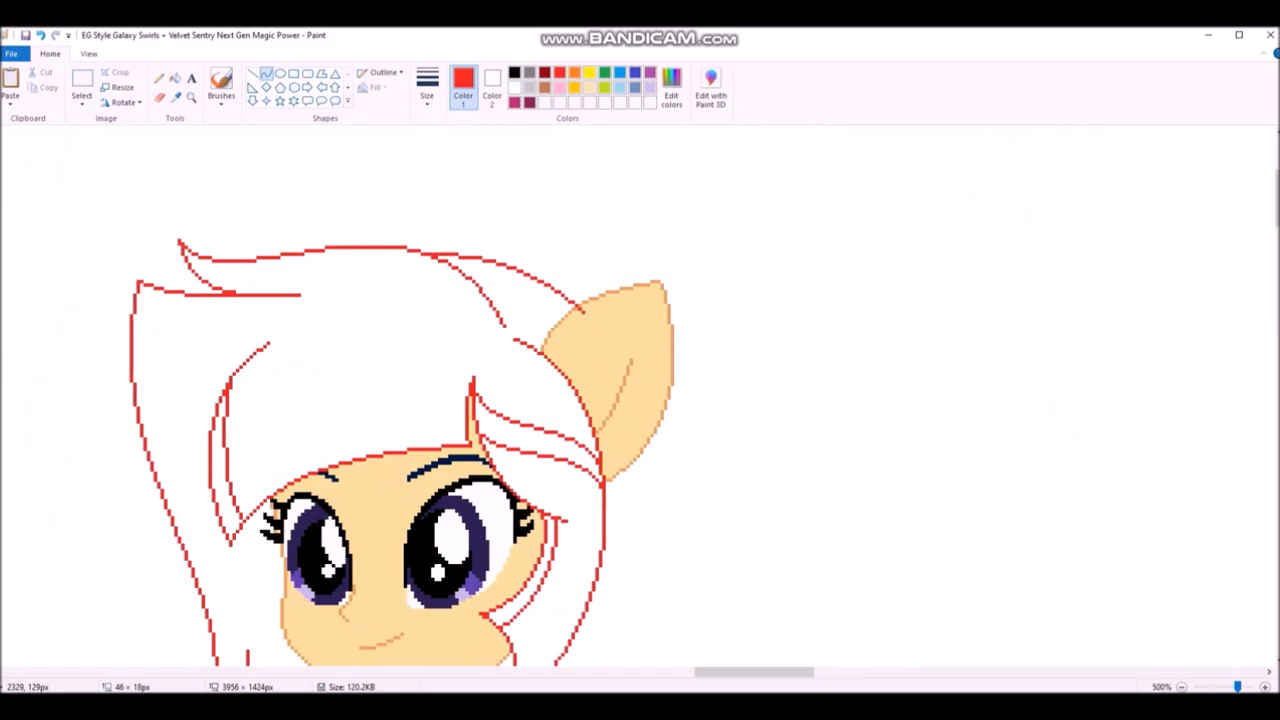 EG Style Galaxy Swirls + Velvet Sentry Next Gen Magic Power - Paint
www.BANDICAM.com
File Home View
Cut
Copy
Paste
Clipboard
Select
Crop
Resize
Rotate
Image
Tools
Brushes
Outline
Fill
Shapes
Size
Color 1
Color 2
Edit colors
Edit with Paint 3D
Colors
2329, 129px 46 × 18px 3956 × 1424px Size: 120.2KB 500%